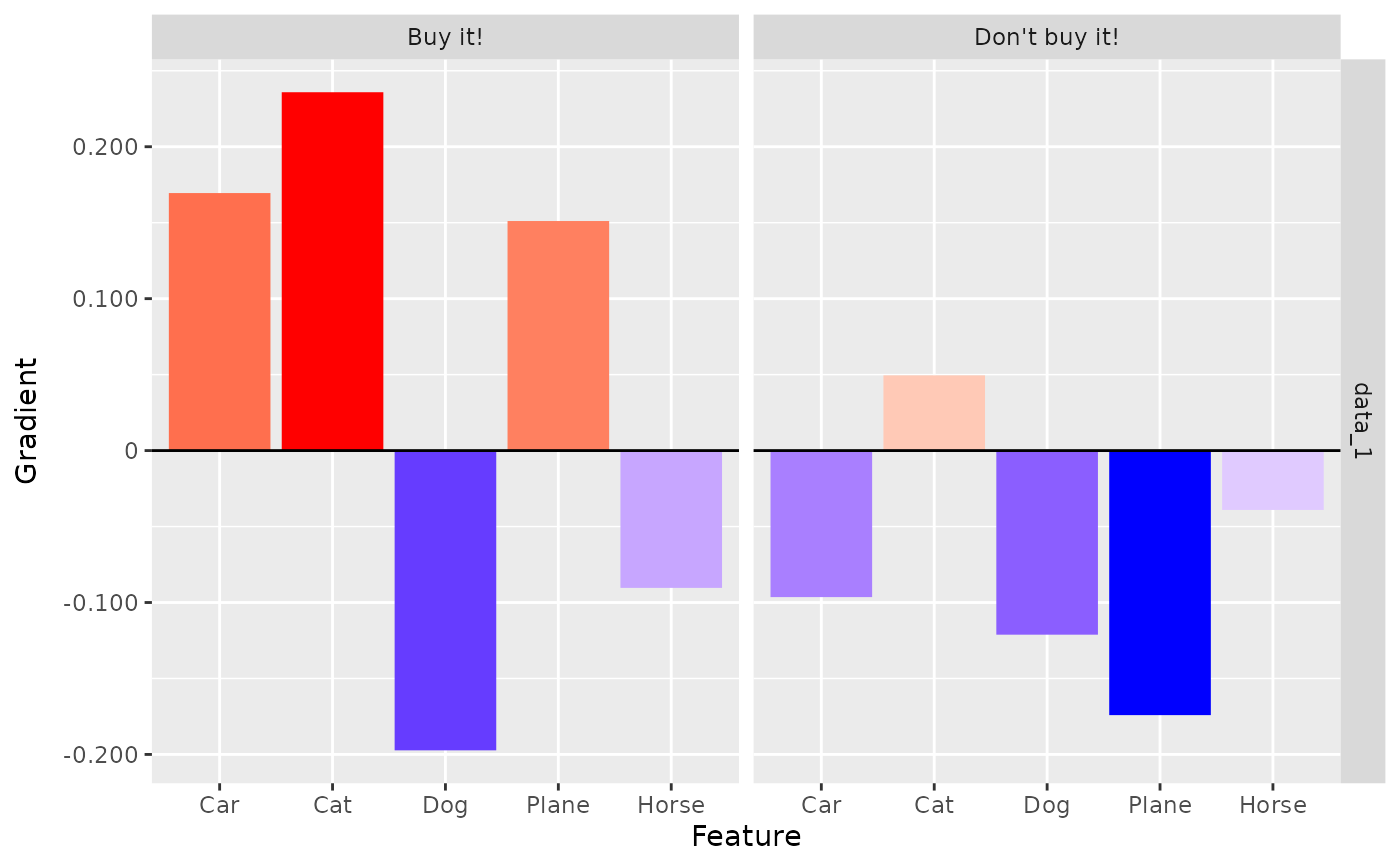 Buy it!
Don't buy it!
0.200
0.100
0
-0.100
-0.200
Gradient
data_1
Car Cat Dog Plane Horse
Car Cat Dog Plane Horse
Feature